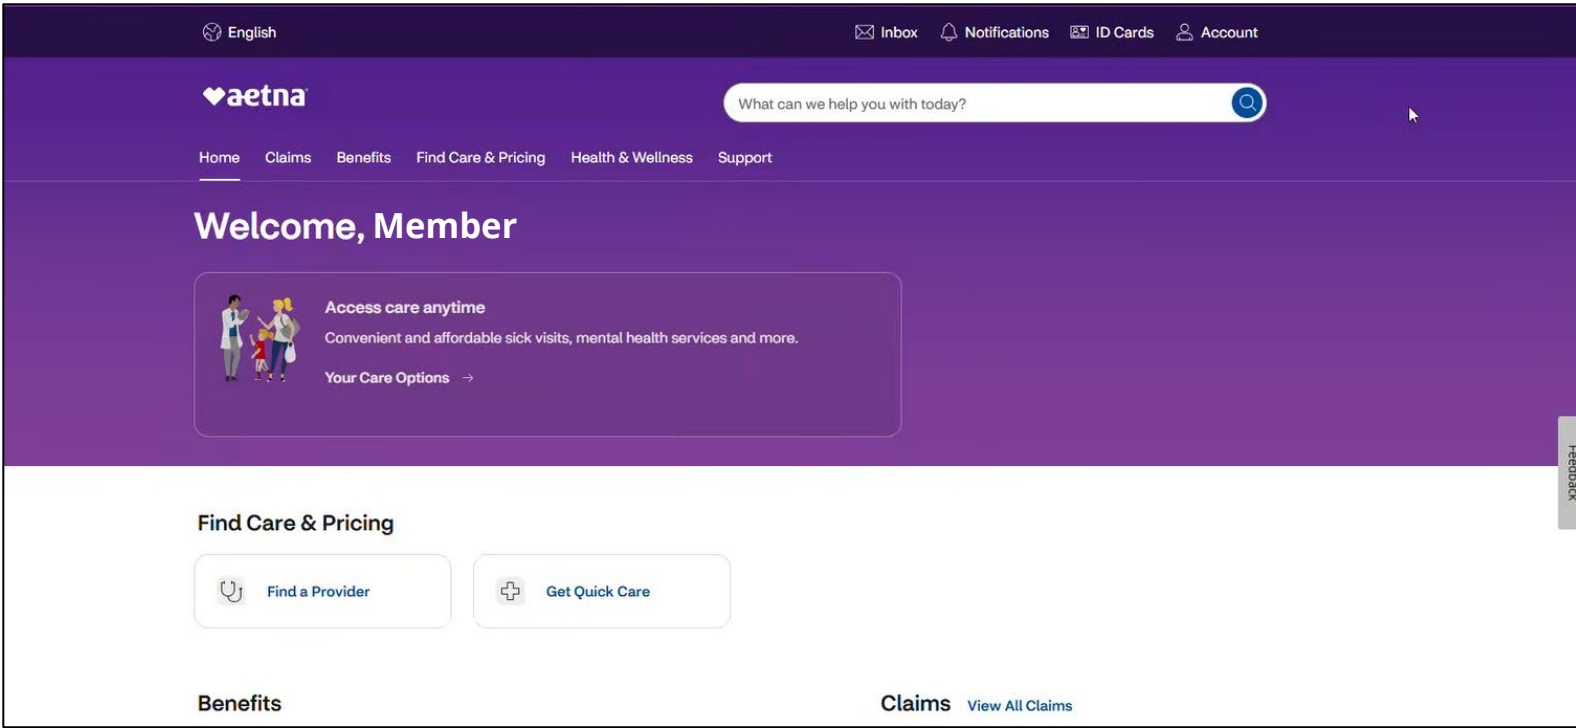 English
Inbox Notifications ID Cards Account
aetna
What can we help you with today?
Home Claims Benefits Find Care & Pricing Health & Wellness Support
Welcome, Member
Access care anytime
Convenient and affordable sick visits, mental health services and more.
Your Care Options →
Feedback
Find Care & Pricing
Find a Provider
Get Quick Care
Benefits
Claims View All Claims